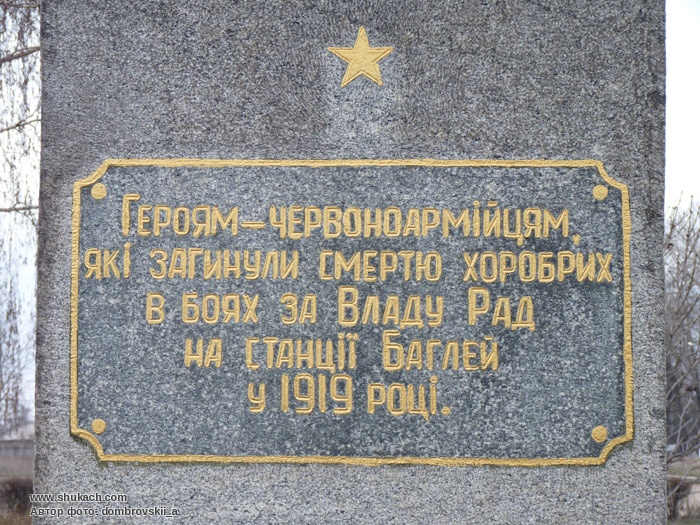 Героям–червоноармійцям,
які загинули смертю хоробрих
в боях за Владу Рад
на станції Баглей
у 1919 році.
www.shukach.com
Автор фото- dombrovskii_a